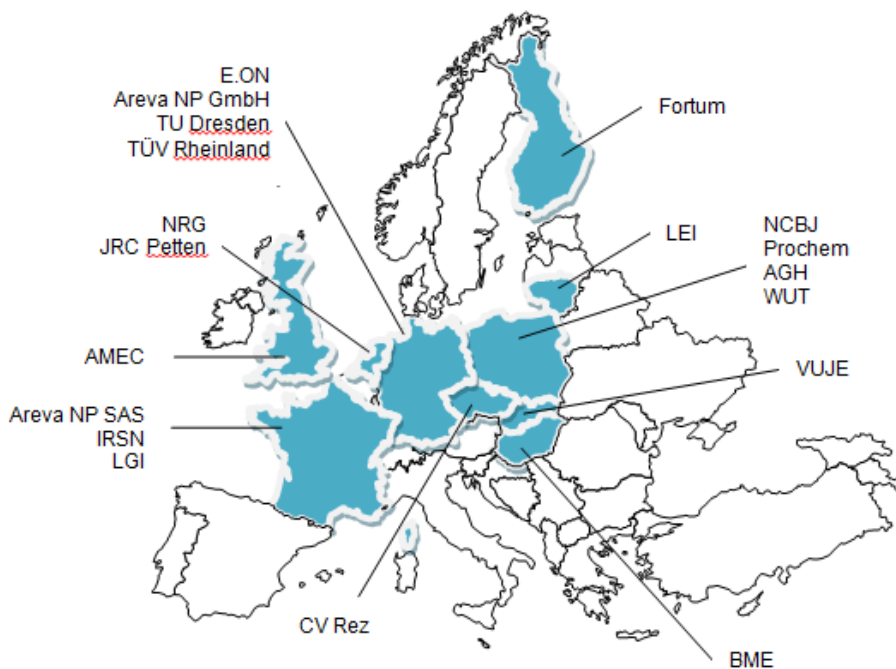 E.ON
Areva NP GmbH
TU Dresden
TÜV Rheinland
Fortum
NRG
JRC Petten
LEI
NCBJ
Prochem
AGH
WUT
AMEC
VUJE
Areva NP SAS
IRSN
LGI
CV Rez
BME